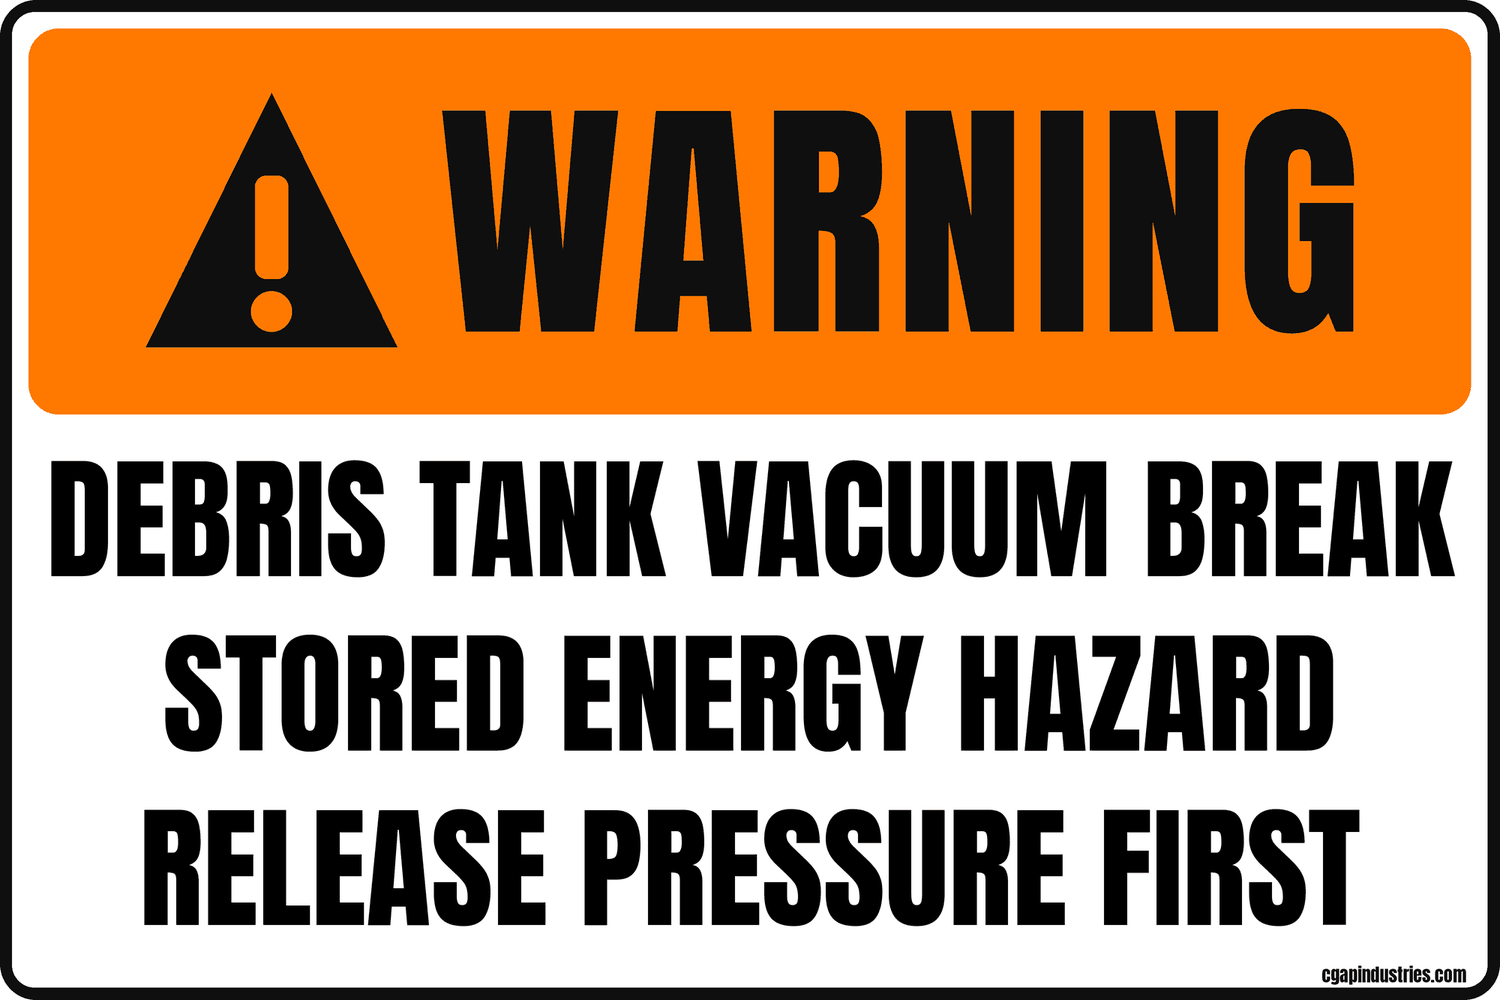 WARNING
DEBRIS TANK VACUUM BREAK
STORED ENERGY HAZARD
RELEASE PRESSURE FIRST
cgapindustries.com